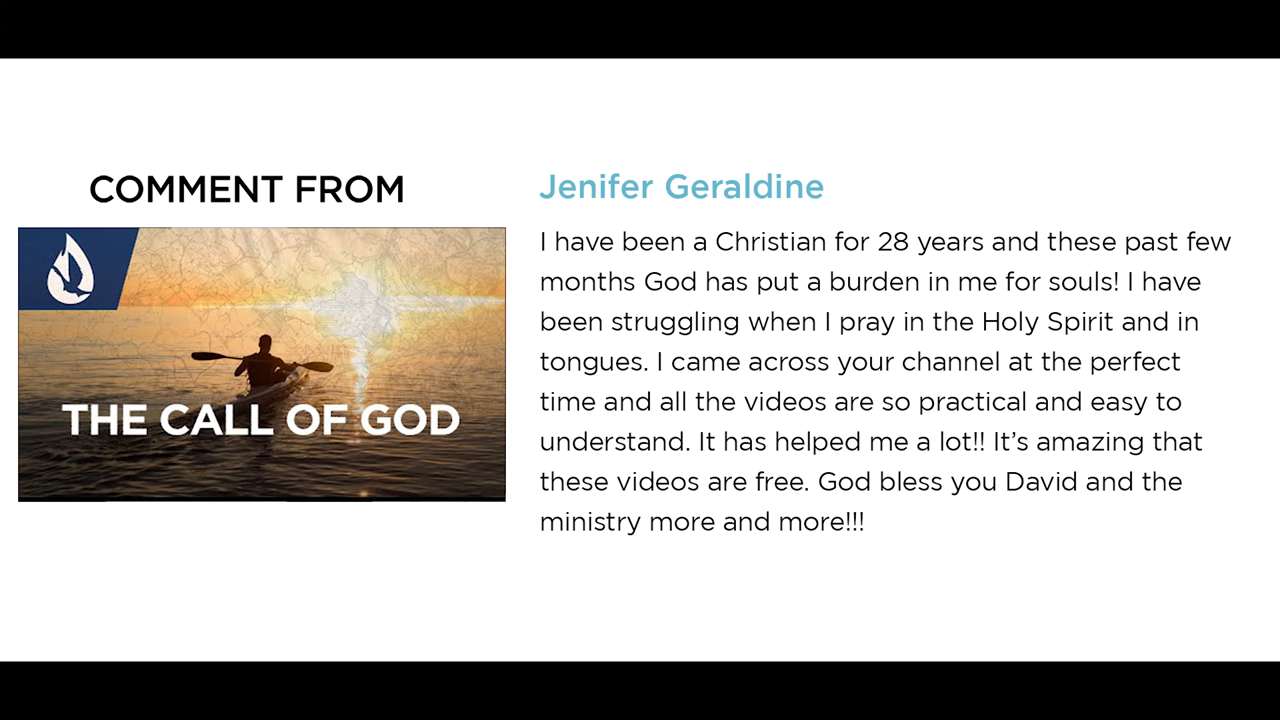 COMMENT FROM
THE CALL OF GOD
Jenifer Geraldine
I have been a Christian for 28 years and these past few
months God has put a burden in me for souls! I have
been struggling when I pray in the Holy Spirit and in
tongues. I came across your channel at the perfect
time and all the videos are so practical and easy to
understand. It has helped me a lot!! It’s amazing that
these videos are free. God bless you David and the
ministry more and more!!!